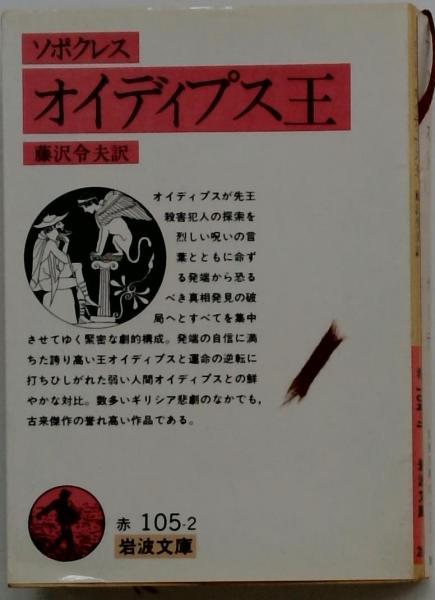 ソポクレス
オイディプス王
藤沢令夫訳
オイディプスが先王
殺害犯人の探索を
烈しい呪いの言
葉とともに命ず
る発端から恐る
べき真相発見の破
局へとすべてを集中
させてゆく緊密な劇的構成。発端の自信に満
ちた誇り高い王オイディプスと運命の逆転に
打ちひしがれた弱い人間オイディプスとの鮮
やかな対比。数多いギリシア悲劇のなかでも，
古来傑作の誉れ高い作品である。
赤 105-2
岩波文庫